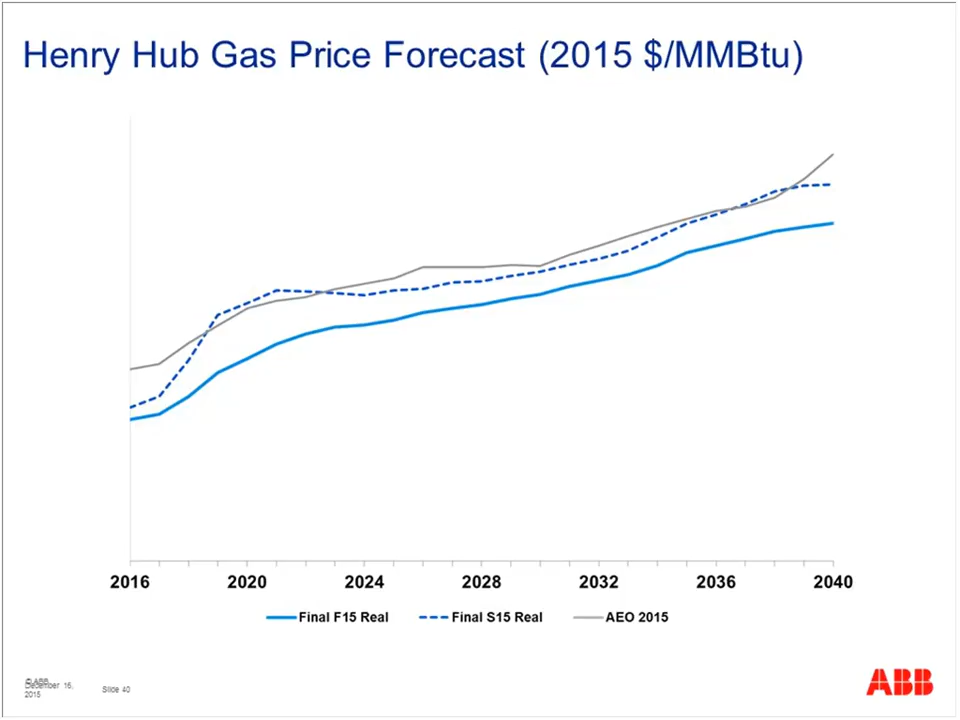 Henry Hub Gas Price Forecast (2015 $/MMBtu)
2016 2020 2024 2028 2032 2036 2040
Final F15 Real Final S15 Real AEO 2015
© ABB
December 16,
2015
Slide 40
ABB